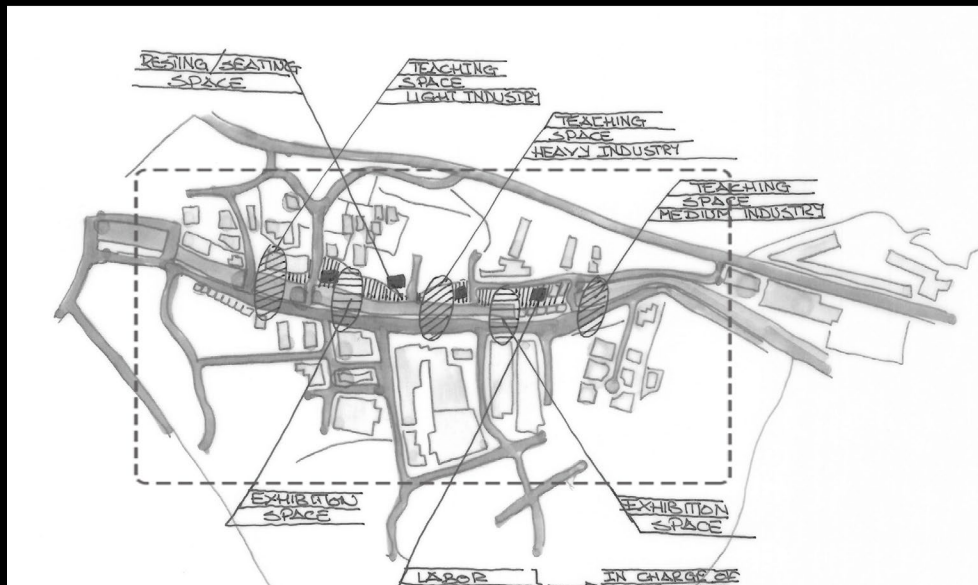 RESTING/SEATING
SPACE
TEACHING
SPACE
LIGHT INDUSTRY
TEACHING
SPACE
HEAVY INDUSTRY
TEACHING
SPACE
MEDIUM INDUSTRY
EXHIBITION
SPACE
EXHIBITION
SPACE
LABOR
IN CHARGE OF